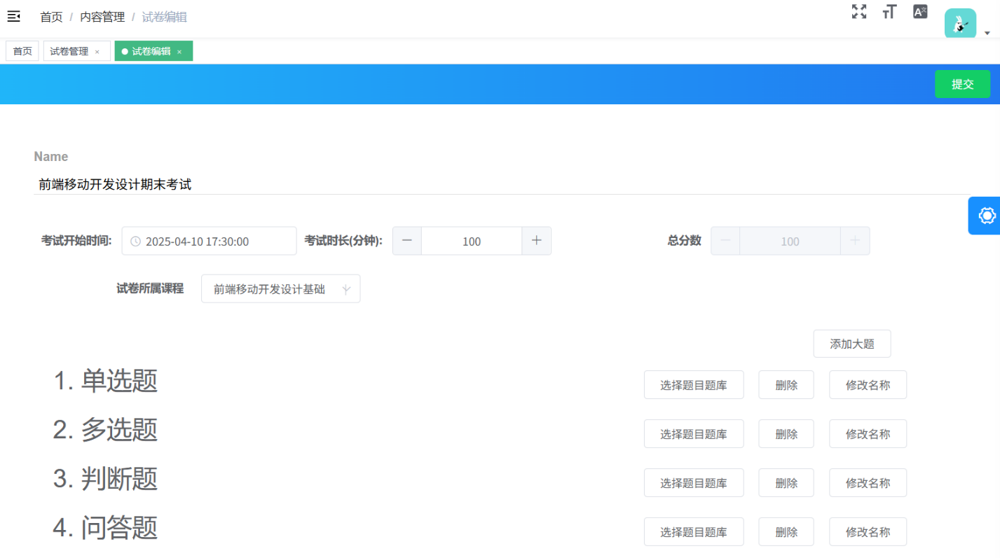 首页 / 内容管理 / 试卷编辑
首页 试卷管理 × 试卷编辑 ×
提交
Name
前端移动开发设计期末考试
考试开始时间: 2025-04-10 17:30:00 考试时长(分钟): − 100 + 总分数 − 100 +
试卷所属课程 前端移动开发设计基础
添加大题
1. 单选题 选择题目题库 删除 修改名称
2. 多选题 选择题目题库 删除 修改名称
3. 判断题 选择题目题库 删除 修改名称
4. 问答题 选择题目题库 删除 修改名称